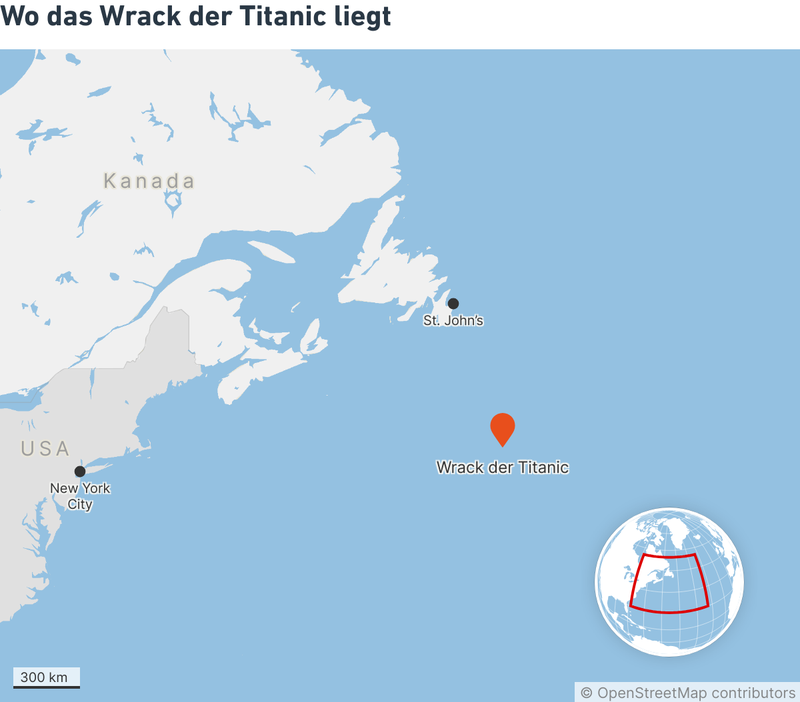 Wo das Wrack der Titanic liegt
Kanada
St. John's
Wrack der Titanic
USA
New York
City
300 km
© OpenStreetMap contributors